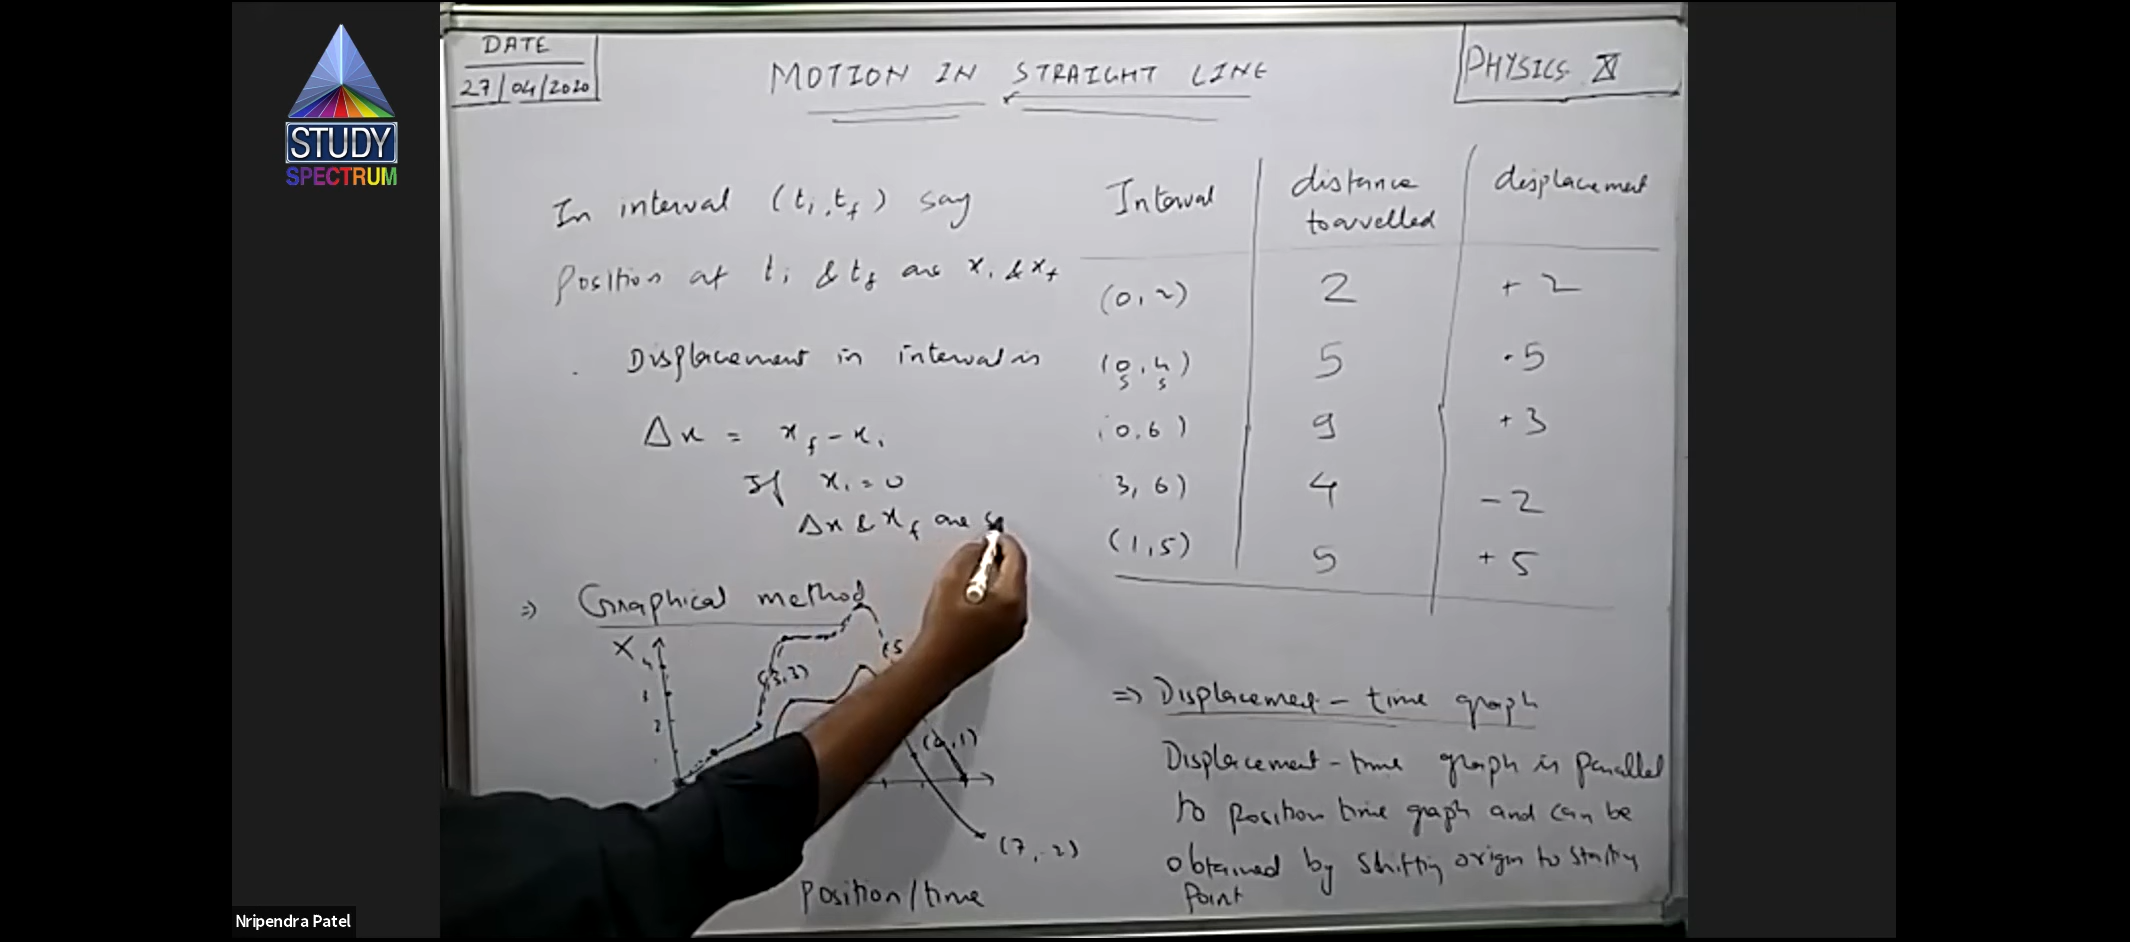 STUDY
SPECTRUM
DATE
27/04/2020
MOTION IN STRAIGHT LINE
PHYSICS XI
In interval (ti, tf) say
Position at ti & tf are xi & xf
Displacement in interval is
Δx = xf - xi
If xi = 0
Δx & xf are
⇒ Graphical method
X
4
3
2
(3,3)
(5
(6,1)
(7,-2)
Position/time
Interval distance travelled displacement
(0,2) 2 +2
(0,4) 5 +5
s s
0,6) 9 +3
3,6) 4 -2
(1,5) 5 +5
⇒ Displacement - time graph
Displacement - time graph is parallel
to position time graph and can be
obtained by shifting origin to starting
point
Nripendra Patel